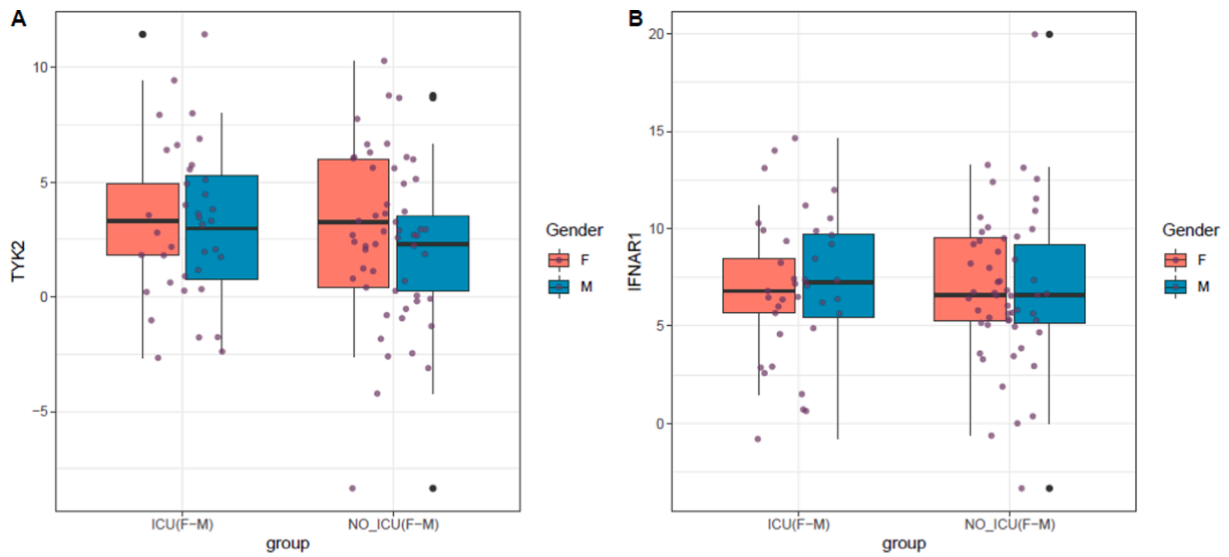 A
TYK2
10
5
0
−5
ICU(F−M)
NO_ICU(F−M)
group
Gender
F
M
B
IFNAR1
20
15
10
5
0
ICU(F−M)
NO_ICU(F−M)
group
Gender
F
M